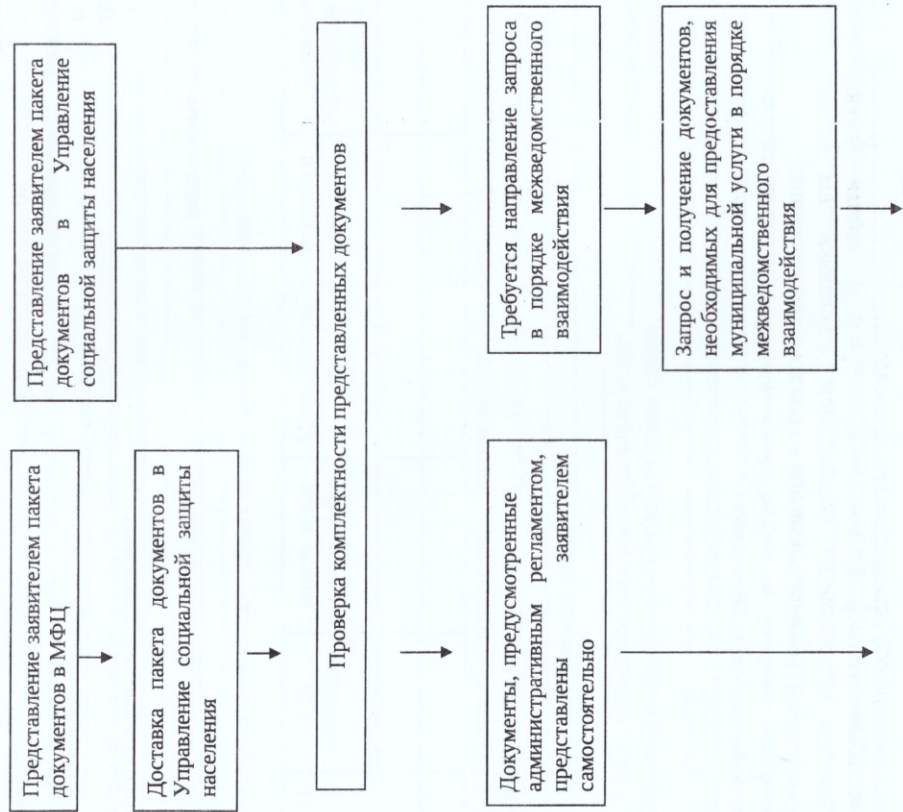 Представление заявителем пакета
документов в МФЦ
Представление заявителем пакета
документов в Управление
социальной защиты населения
Доставка пакета документов в
Управление социальной защиты
населения
Проверка комплектности представленных документов
Документы, предусмотренные
административным регламентом,
представлены заявителем
самостоятельно
Требуется направление запроса
в порядке межведомственного
взаимодействия
Запрос и получение документов,
необходимых для предоставления
муниципальной услуги в порядке
межведомственного
взаимодействия